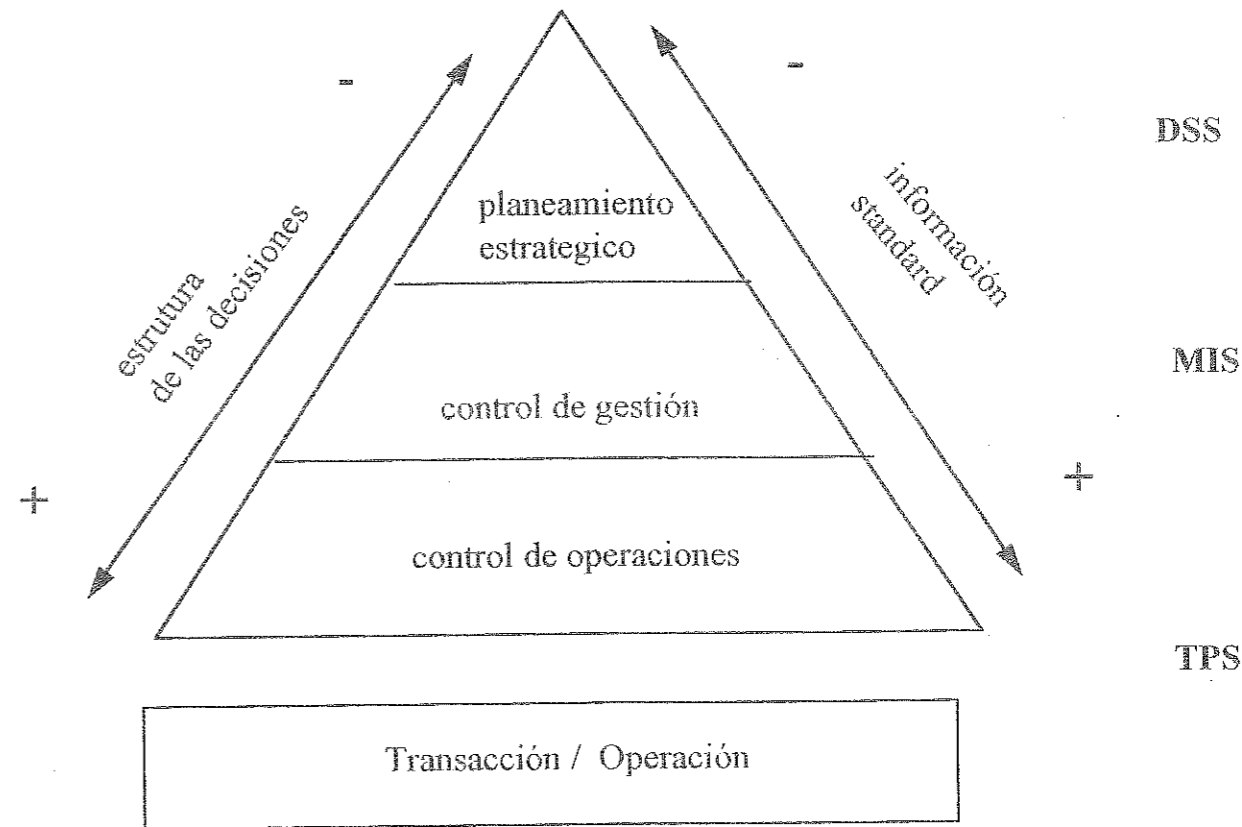 -
-
DSS
planeamiento
estrategico
estrutura
de las decisiones
información
standard
MIS
control de gestión
+
+
control de operaciones
TPS
Transacción / Operación